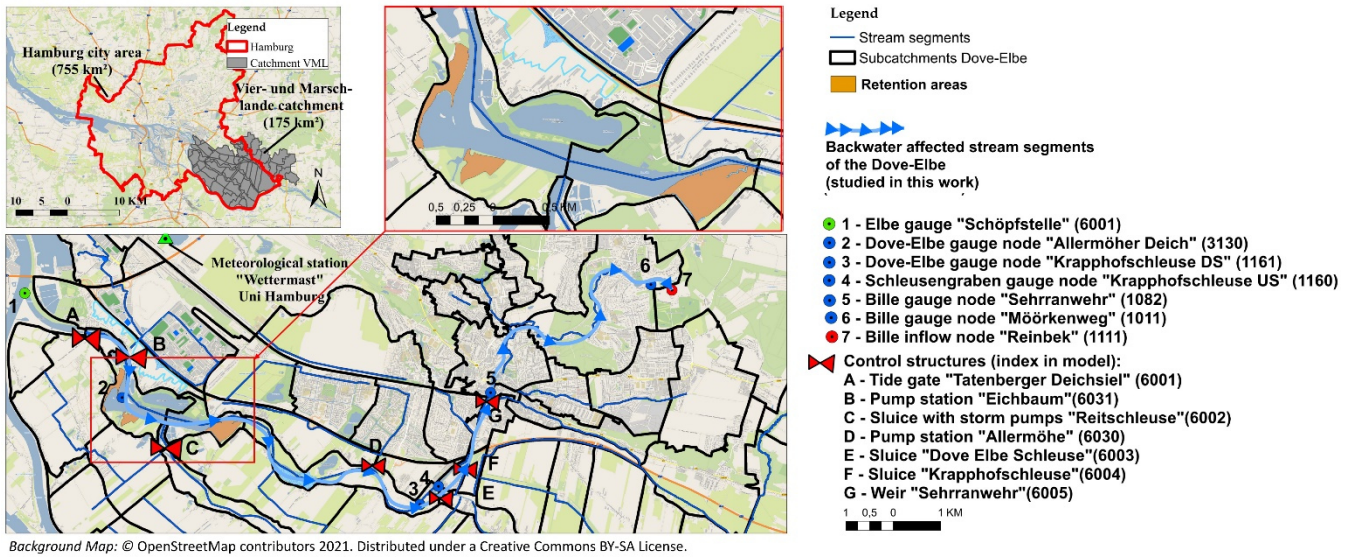 Legend
Hamburg
Catchment VML
Hamburg city area
(755 km²)
Vier- und Marsch-
lande catchment
(175 km²)
N
10 5 0 10 KM
0,5 0,25 0 0,5 KM
Legend
Stream segments
Subcatchments Dove-Elbe
Retention areas
Backwater affected stream segments
of the Dove-Elbe
(studied in this work)
1 - Elbe gauge "Schöpfstelle" (6001)
2 - Dove-Elbe gauge node "Allermöher Deich" (3130)
3 - Dove-Elbe gauge node "Krapphofschleuse DS" (1161)
4 - Schleusengraben gauge node "Krapphofschleuse US" (1160)
5 - Bille gauge node "Sehrranwehr" (1082)
6 - Bille gauge node "Möörkenweg" (1011)
7 - Bille inflow node "Reinbek" (1111)
Control structures (index in model):
A - Tide gate "Tatenberger Deichsiel" (6001)
B - Pump station "Eichbaum"(6031)
C - Sluice with storm pumps "Reitschleuse"(6002)
D - Pump station "Allermöhe" (6030)
E - Sluice "Dove Elbe Schleuse"(6003)
F - Sluice "Krapphofschleuse"(6004)
G - Weir "Sehrranwehr"(6005)
1 0,5 0 1 KM
Meteorological station
"Wettermast"
Uni Hamburg
1
A
B
2
C
D
3
4
E
F
G
5
6
7
Background Map: © OpenStreetMap contributors 2021. Distributed under a Creative Commons BY-SA License.